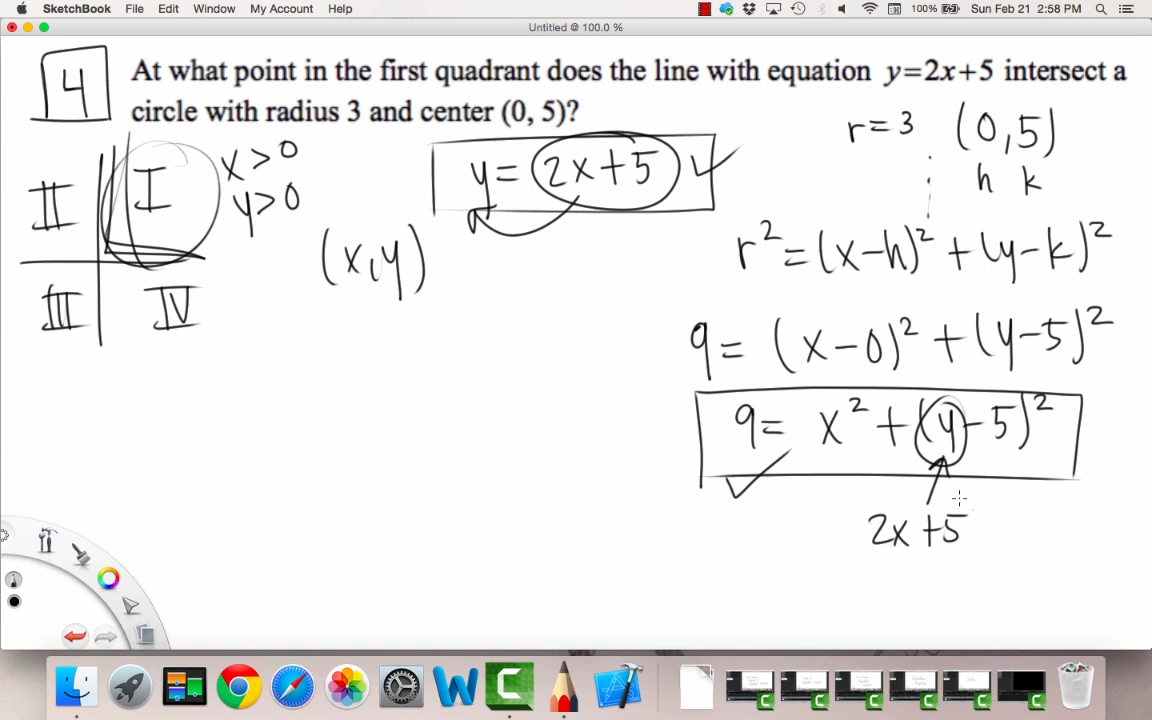 SketchBook File Edit Window My Account Help 100% Sun Feb 21 2:58 PM
Untitled @ 100.0 %
4
At what point in the first quadrant does the line with equation y=2x+5 intersect a
circle with radius 3 and center (0, 5)?
r=3 (0,5)
h k
II I x>0
y>0
III IV
y=2x+5
(x,y)
r²=(x-h)²+(y-k)²
9=(x-0)²+(y-5)²
9=x²+(y-5)²
2x+5